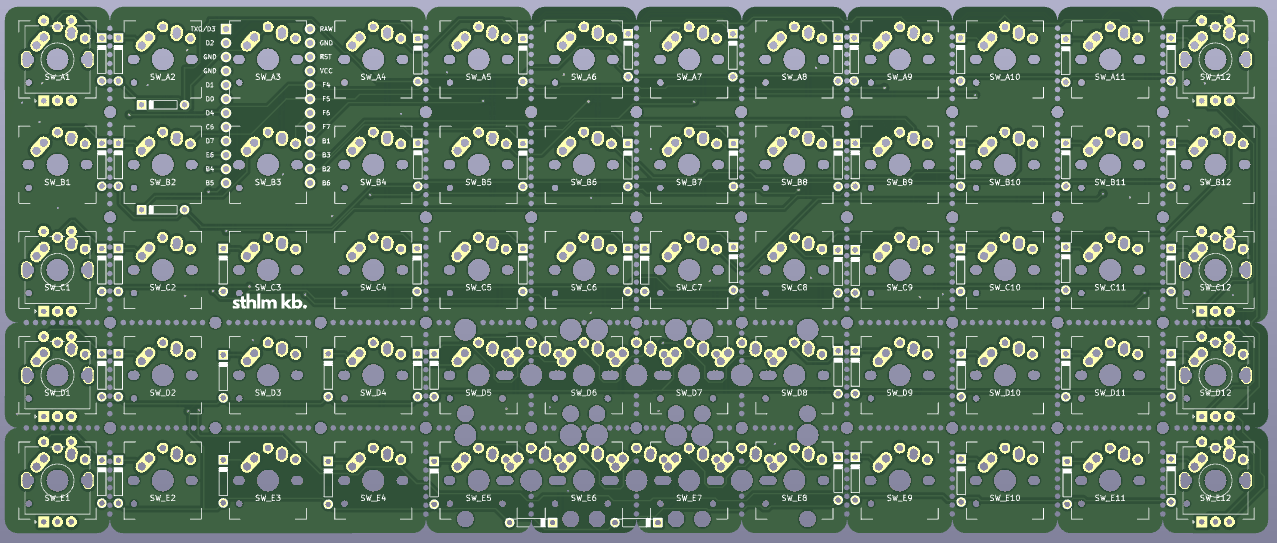 TXO/D3 RAW
D2 GND
GND RST
GND VCC
SW_A1 SW_A2 SW_A3 SW_A4 SW_A5 SW_A6 SW_A7 SW_A8 SW_A9 SW_A10 SW_A11 SW_A12
D1 F4
D0 F5
D4 F6
C6 F7
D7 B1
E6 B3
B4 B2
B5 B6
SW_B1 SW_B2 SW_B3 SW_B4 SW_B5 SW_B6 SW_B7 SW_B8 SW_B9 SW_B10 SW_B11 SW_B12
SW_C1 SW_C2 SW_C3 SW_C4 SW_C5 SW_C6 SW_C7 SW_C8 SW_C9 SW_C10 SW_C11 SW_C12
sthlm kb.
SW_D1 SW_D2 SW_D3 SW_D4 SW_D5 SW_D6 SW_D7 SW_D8 SW_D9 SW_D10 SW_D11 SW_D12
SW_E1 SW_E2 SW_E3 SW_E4 SW_E5 SW_E6 SW_E7 SW_E8 SW_E9 SW_E10 SW_E11 SW_E12